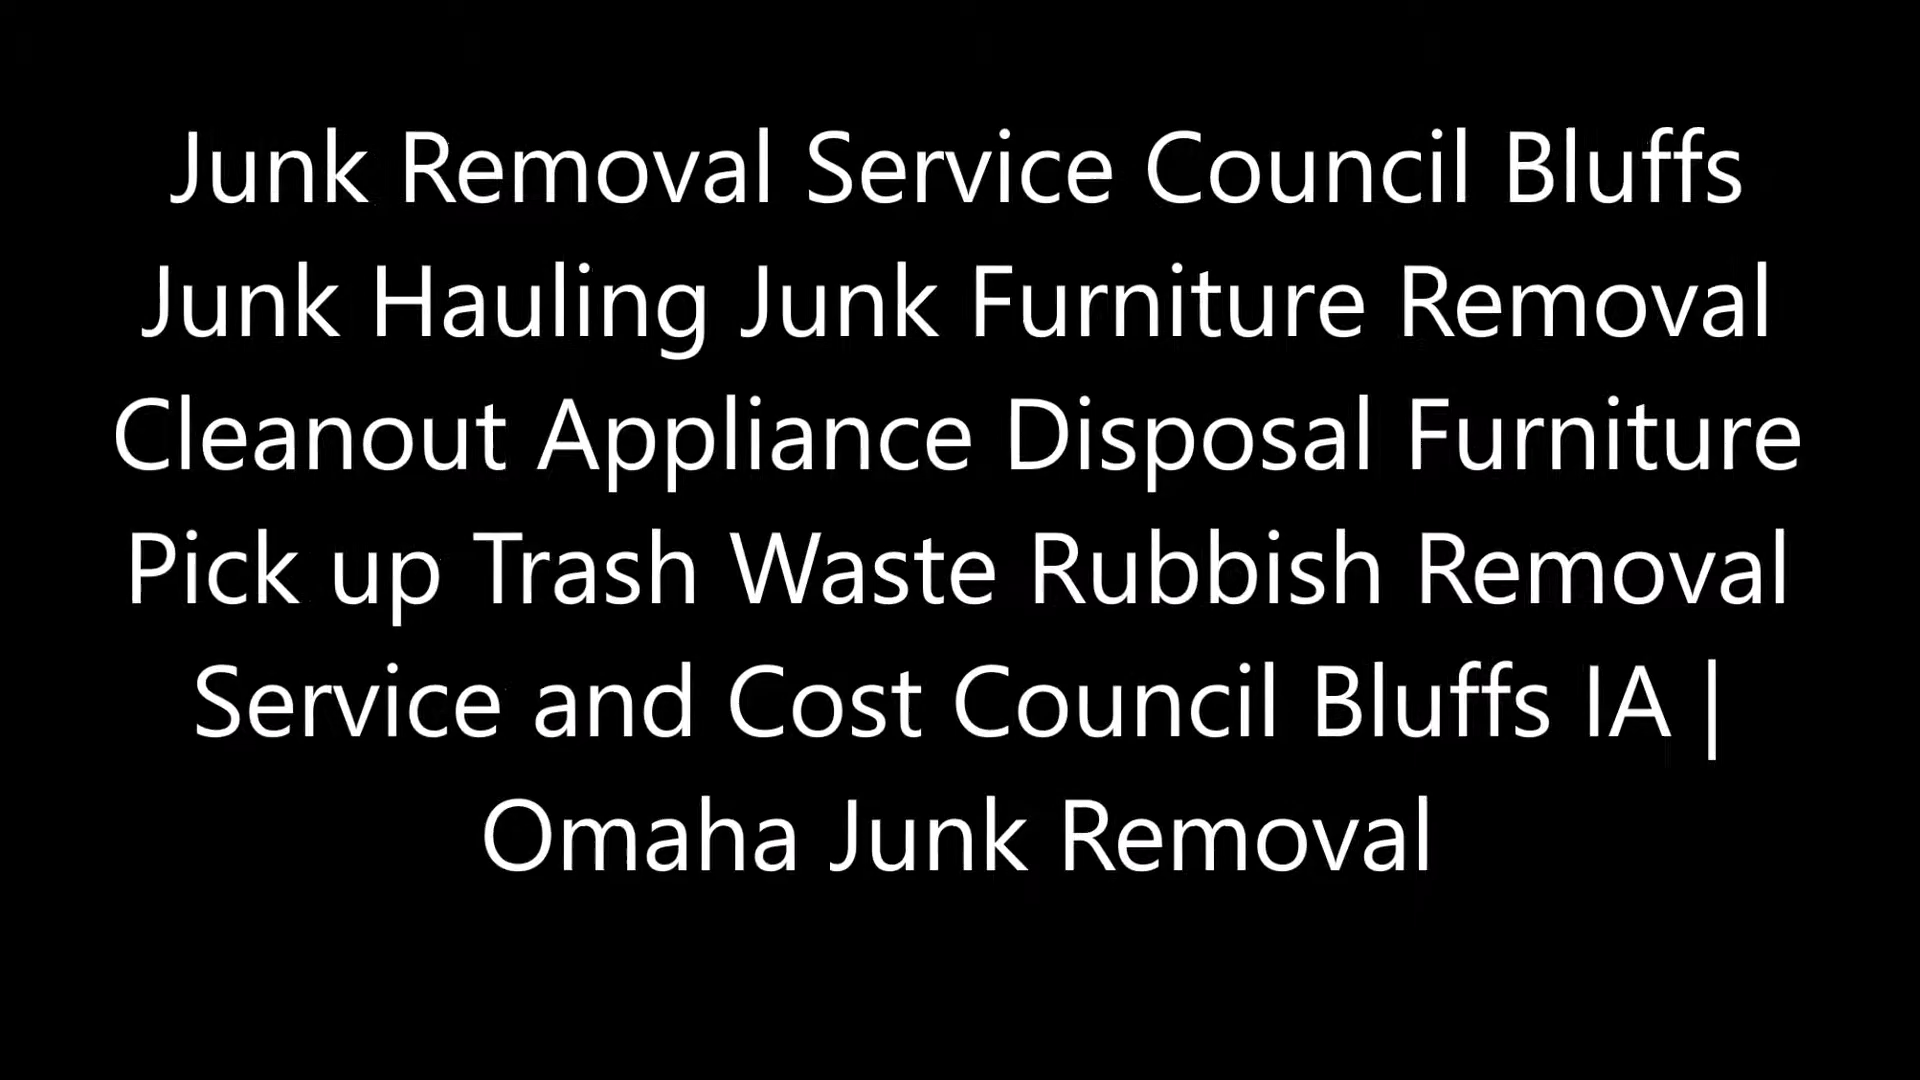 Junk Removal Service Council Bluffs
Junk Hauling Junk Furniture Removal
Cleanout Appliance Disposal Furniture
Pick up Trash Waste Rubbish Removal
Service and Cost Council Bluffs IA |
Omaha Junk Removal